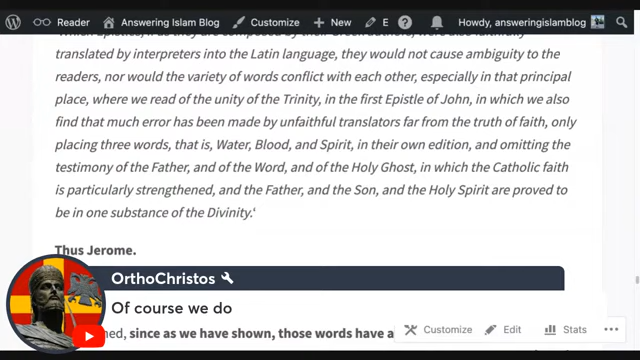 Reader Answering Islam Blog Customize New E Howdy, answeringislamblog
translated by interpreters into the Latin language, they would not cause ambiguity to the
readers, nor would the variety of words conflict with each other, especially in that principal
place, where we read of the unity of the Trinity, in the first Epistle of John, in which we also
find that much error has been made by unfaithful translators far from the truth of faith, only
placing three words, that is, Water, Blood, and Spirit, in their own edition, and omitting the
testimony of the Father, and of the Word, and of the Holy Ghost, in which the Catholic faith
is particularly strengthened, and the Father, and the Son, and the Holy Spirit are proved to
be in one substance of the Divinity.‘
Thus Jerome.
OrthoChristos
Of course we do
since as we have shown, those words have a
Customize Edit Stats